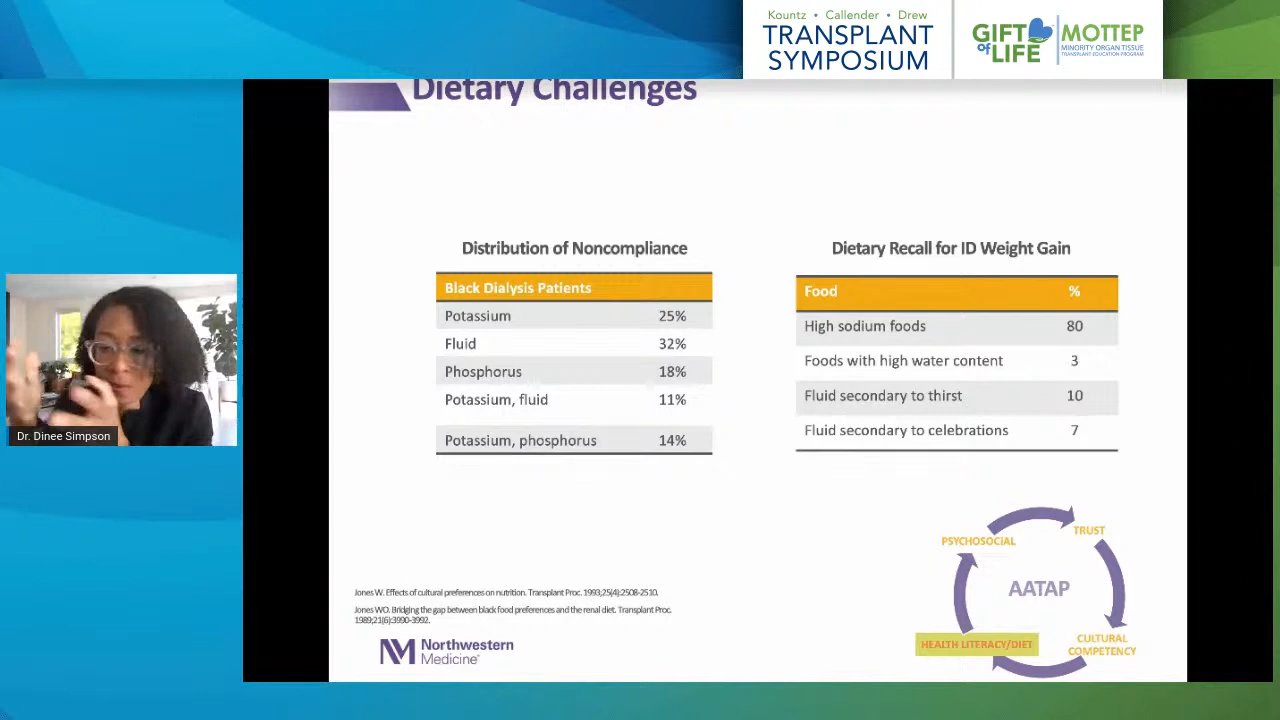 Kountz • Callender • Drew
TRANSPLANT
SYMPOSIUM
GIFT
of LIFE
MOTTEP
MINORITY ORGAN TISSUE
TRANSPLANT EDUCATION PROGRAM
Dietary Challenges
Distribution of Noncompliance
Black Dialysis Patients
Potassium 25%
Fluid 32%
Phosphorus 18%
Potassium, fluid 11%
Potassium, phosphorus 14%
Dietary Recall for ID Weight Gain
Food %
High sodium foods 80
Foods with high water content 3
Fluid secondary to thirst 10
Fluid secondary to celebrations 7
Dr. Dinee Simpson
PSYCHOSOCIAL
TRUST
AATAP
HEALTH LITERACY/DIET
CULTURAL
COMPETENCY
Jones W. Effects of cultural preferences on nutrition. Transplant Proc. 1993;25(4):2508-2510.
Jones WO. Bridging the gap between black food preferences and the renal diet. Transplant Proc.
1989;21(6):3990-3992.
NM Northwestern
Medicine®